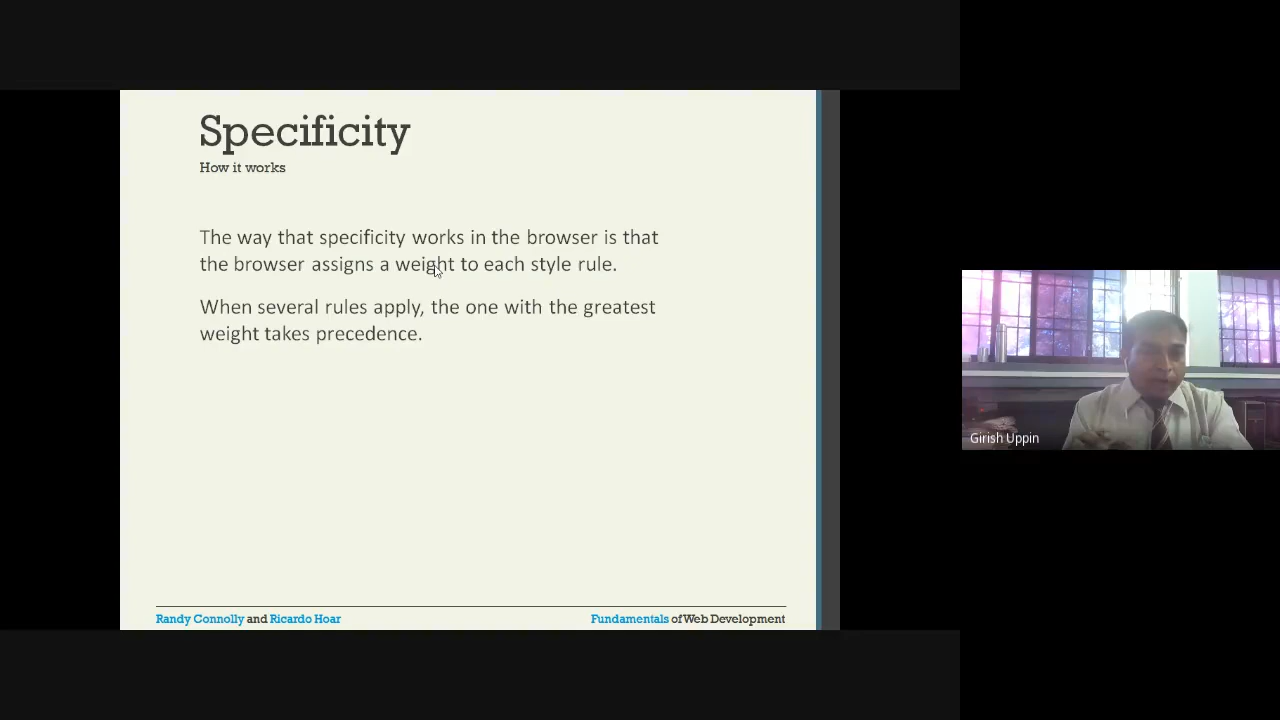 Specificity
How it works
The way that specificity works in the browser is that
the browser assigns a weight to each style rule.
When several rules apply, the one with the greatest
weight takes precedence.
Randy Connolly and Ricardo Hoar
Fundamentals of Web Development
Girish Uppin